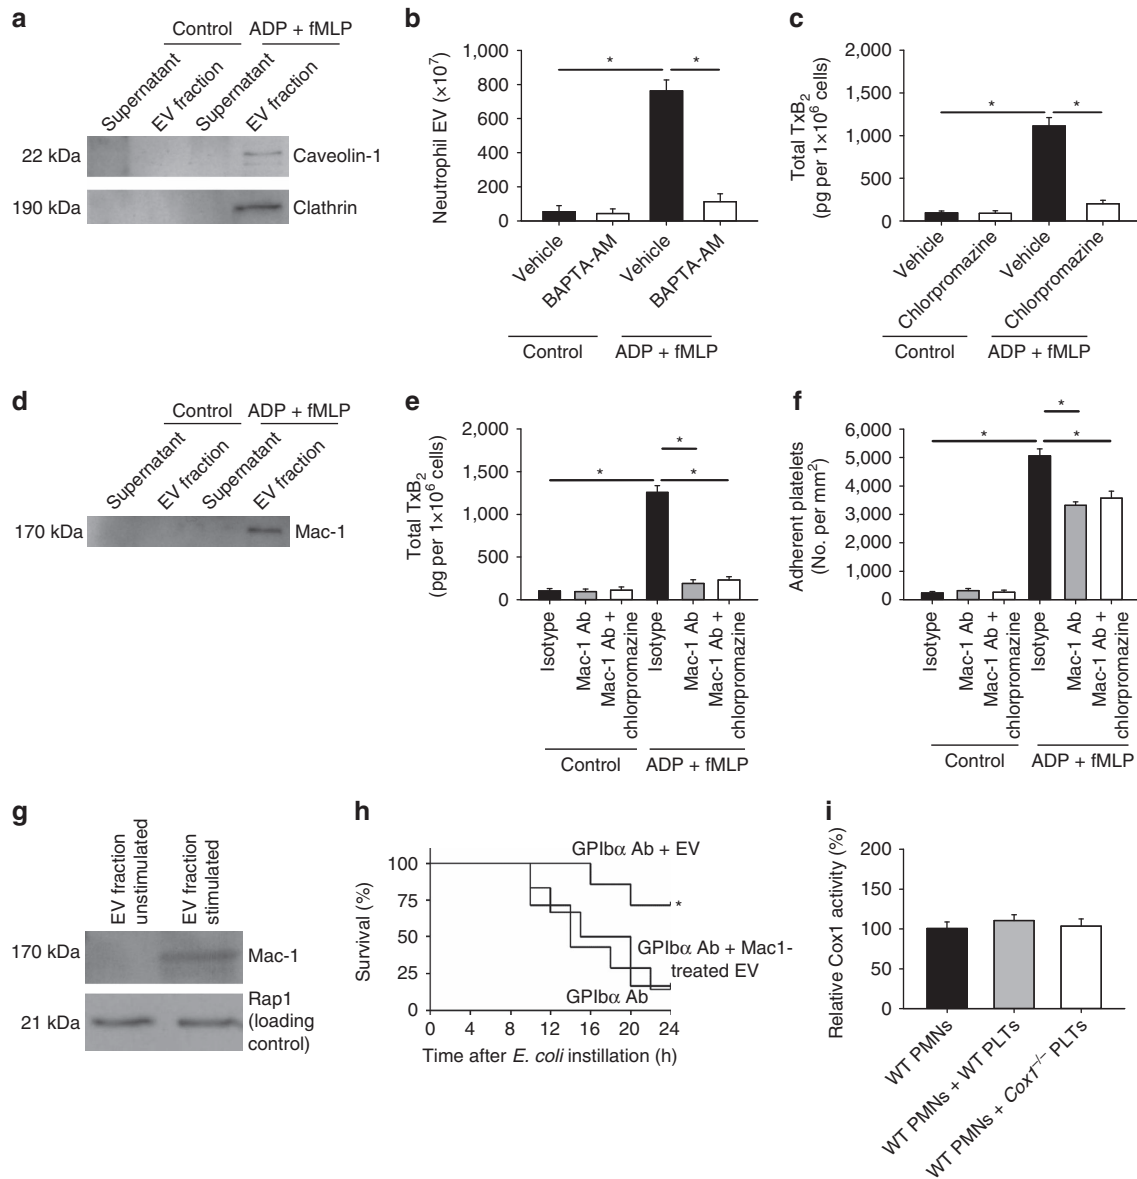 a
Control
ADP + fMLP
Supernatant
EV fraction
Supernatant
EV fraction
22 kDa
Caveolin-1
190 kDa
Clathrin
b
Neutrophil EV (×10⁷)
1,000
800
600
400
200
0
Vehicle
BAPTA-AM
Vehicle
BAPTA-AM
Control
ADP + fMLP
*
*
c
Total TxB₂
(pg per 1×10⁶ cells)
2,000
1,500
1,000
500
0
Vehicle
Chlorpromazine
Vehicle
Chlorpromazine
Control
ADP + fMLP
*
*
d
Control
ADP + fMLP
Supernatant
EV fraction
Supernatant
EV fraction
170 kDa
Mac-1
e
Total TxB₂
(pg per 1×10⁶ cells)
2,000
1,500
1,000
500
0
Isotype
Mac-1 Ab
Mac-1 Ab +
chlorpromazine
Isotype
Mac-1 Ab
Mac-1 Ab +
chlorpromazine
Control
ADP + fMLP
*
*
*
f
Adherent platelets
(No. per mm²)
6,000
5,000
4,000
3,000
2,000
1,000
0
Isotype
Mac-1 Ab
Mac-1 Ab +
chlorpromazine
Isotype
Mac-1 Ab
Mac-1 Ab +
chlorpromazine
Control
ADP + fMLP
*
*
*
g
EV fraction
unstimulated
EV fraction
stimulated
170 kDa
Mac-1
21 kDa
Rap1
(loading
control)
h
Survival (%)
100
75
50
25
0
GPIbα Ab + EV
*
GPIbα Ab + Mac1-
treated EV
GPIbα Ab
0 4 8 12 16 20 24
Time after E. coli instillation (h)
i
Relative Cox1 activity (%)
200
150
100
50
0
WT PMNs
WT PMNs + WT PLTs
WT PMNs + Cox1⁻/⁻ PLTs